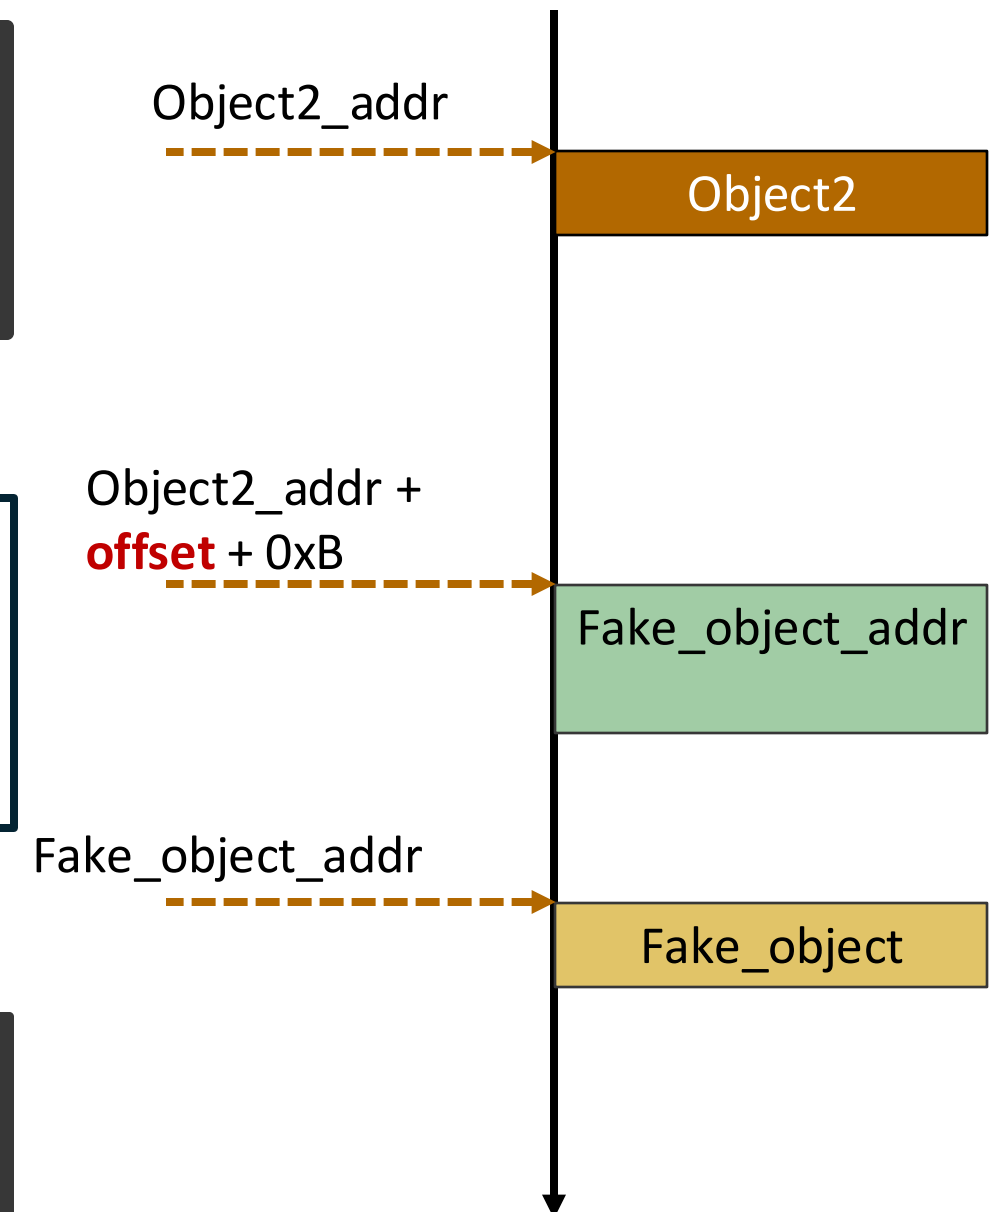 Object2_addr
Object2
Object2_addr +
offset + 0xB
Fake_object_addr
Fake_object_addr
Fake_object